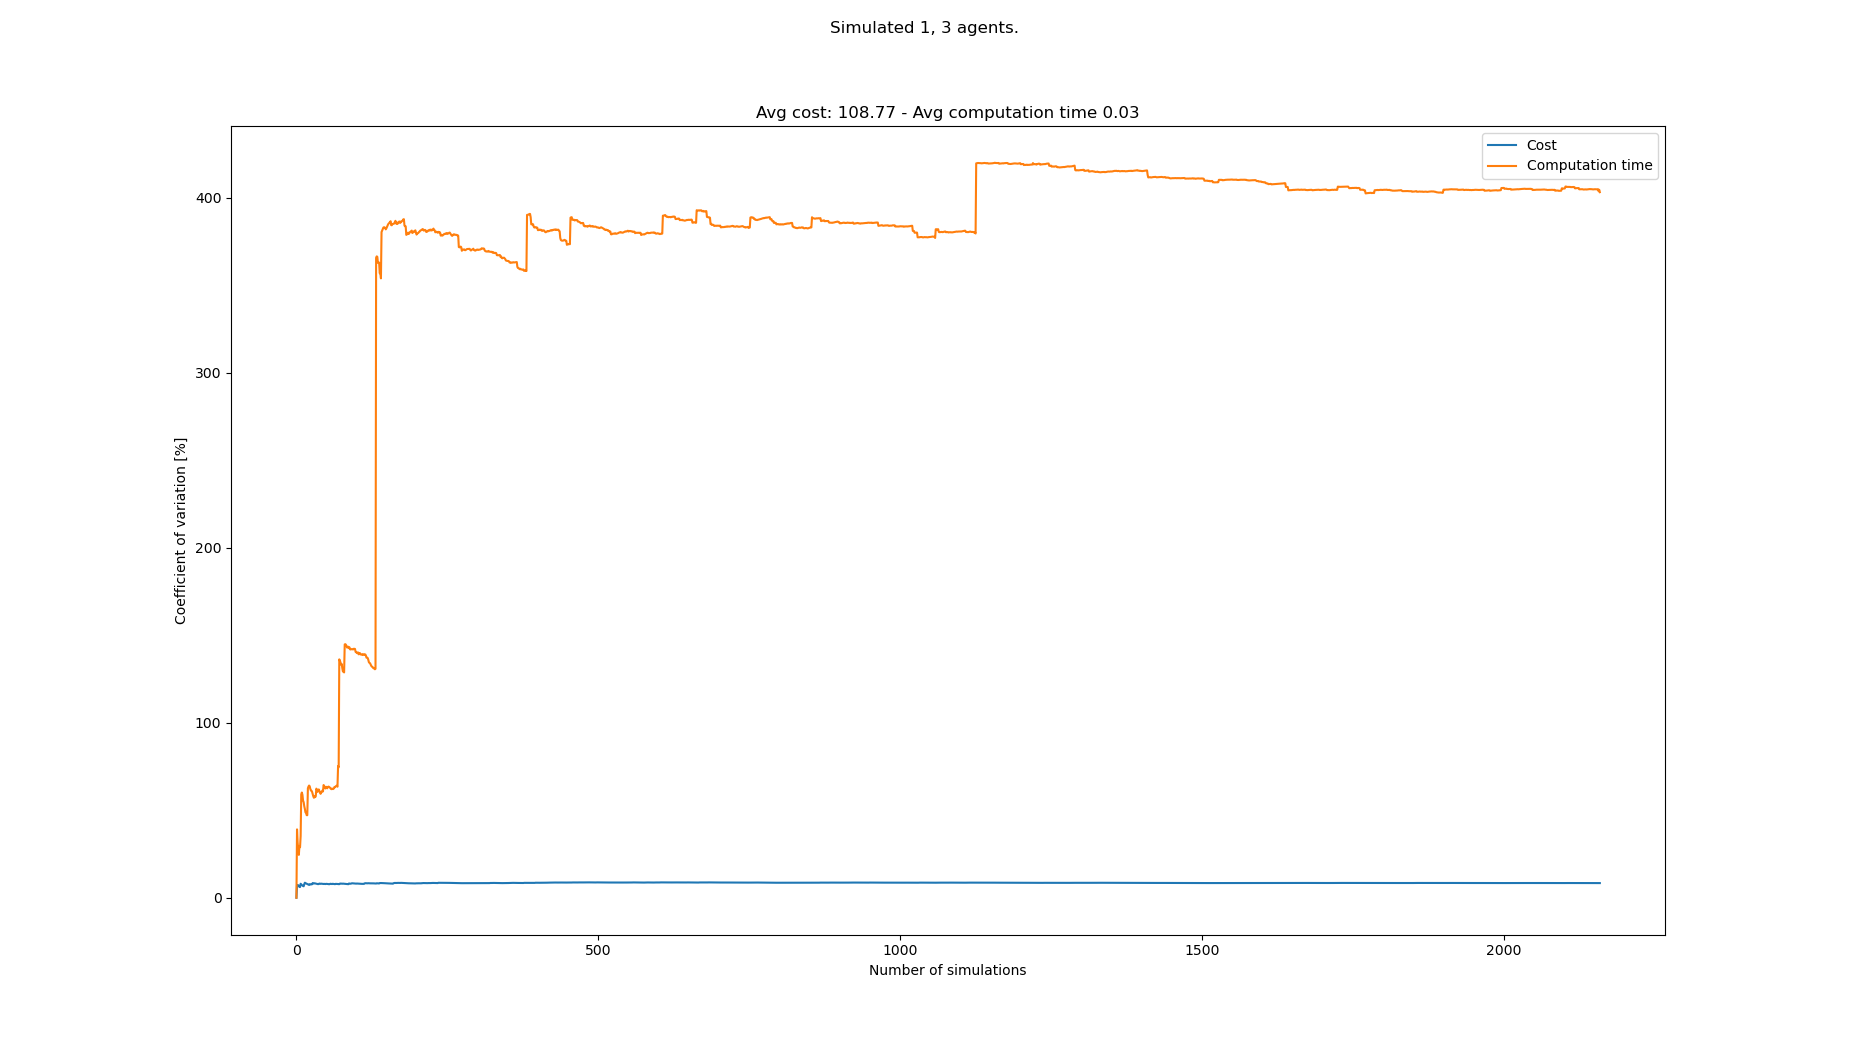 Simulated 1, 3 agents.
Avg cost: 108.77 - Avg computation time 0.03
Cost
Computation time
400
300
200
100
0
Coefficient of variation [%]
0
500
1000
1500
2000
Number of simulations